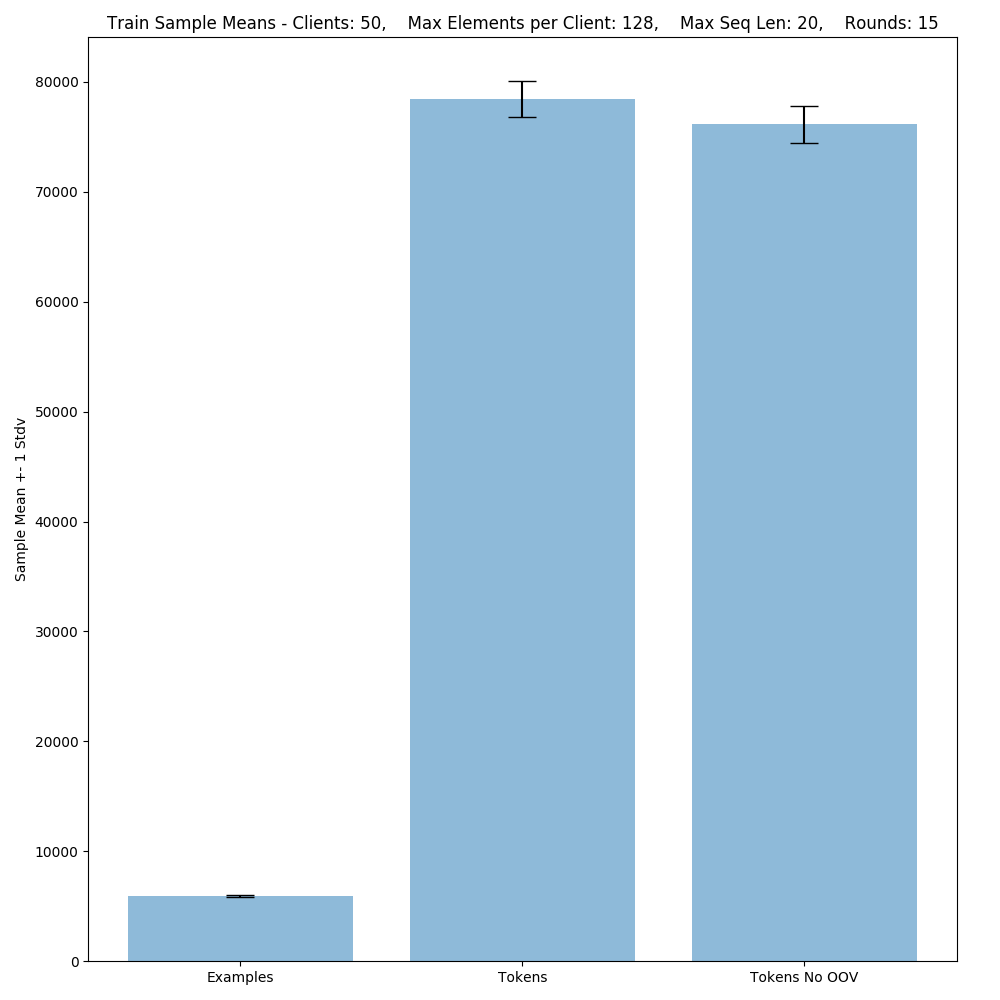 Train Sample Means - Clients: 50,    Max Elements per Client: 128,    Max Seq Len: 20,    Rounds: 15
80000
70000
60000
50000
40000
30000
20000
10000
0
Sample Mean +- 1 Stdv
Examples
Tokens
Tokens No OOV